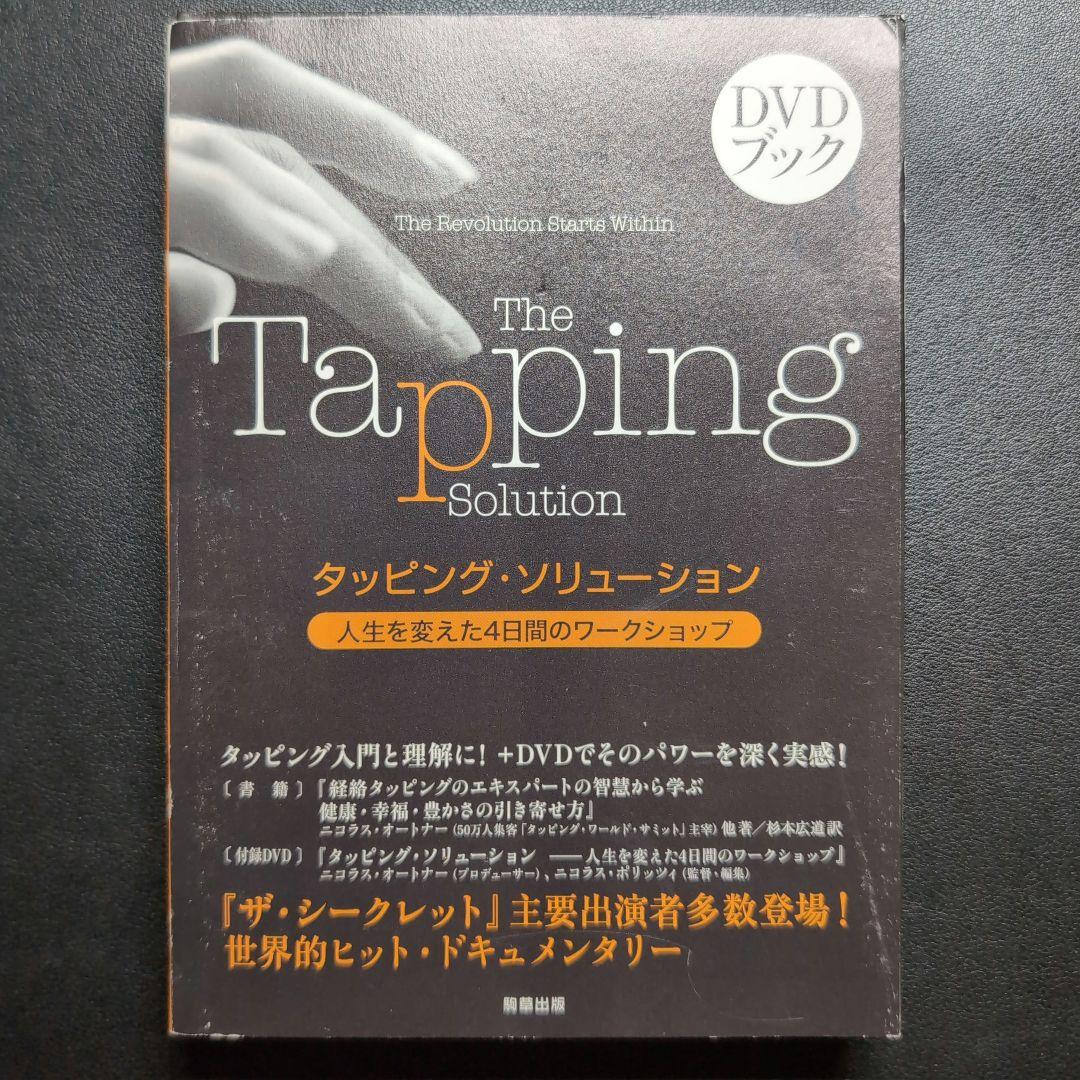 DVD
ブック
The Revolution Starts Within
The
Tapping
Solution
タッピング・ソリューション
人生を変えた4日間のワークショップ
タッピング入門と理解に！+DVDでそのパワーを深く実感！
〔書 籍〕『経絡タッピングのエキスパートの智慧から学ぶ
健康・幸福・豊かさの引き寄せ方』
ニコラス・オートナー（50万人集客「タッピング・ワールド・サミット」主宰）他著／杉本広道訳
〔付録DVD〕『タッピング・ソリューション ――人生を変えた4日間のワークショップ』
ニコラス・オートナー（プロデューサー）、ニコラス・ポリッツィ（監督・編集）
『ザ・シークレット』主要出演者多数登場！
世界的ヒット・ドキュメンタリー
駒草出版